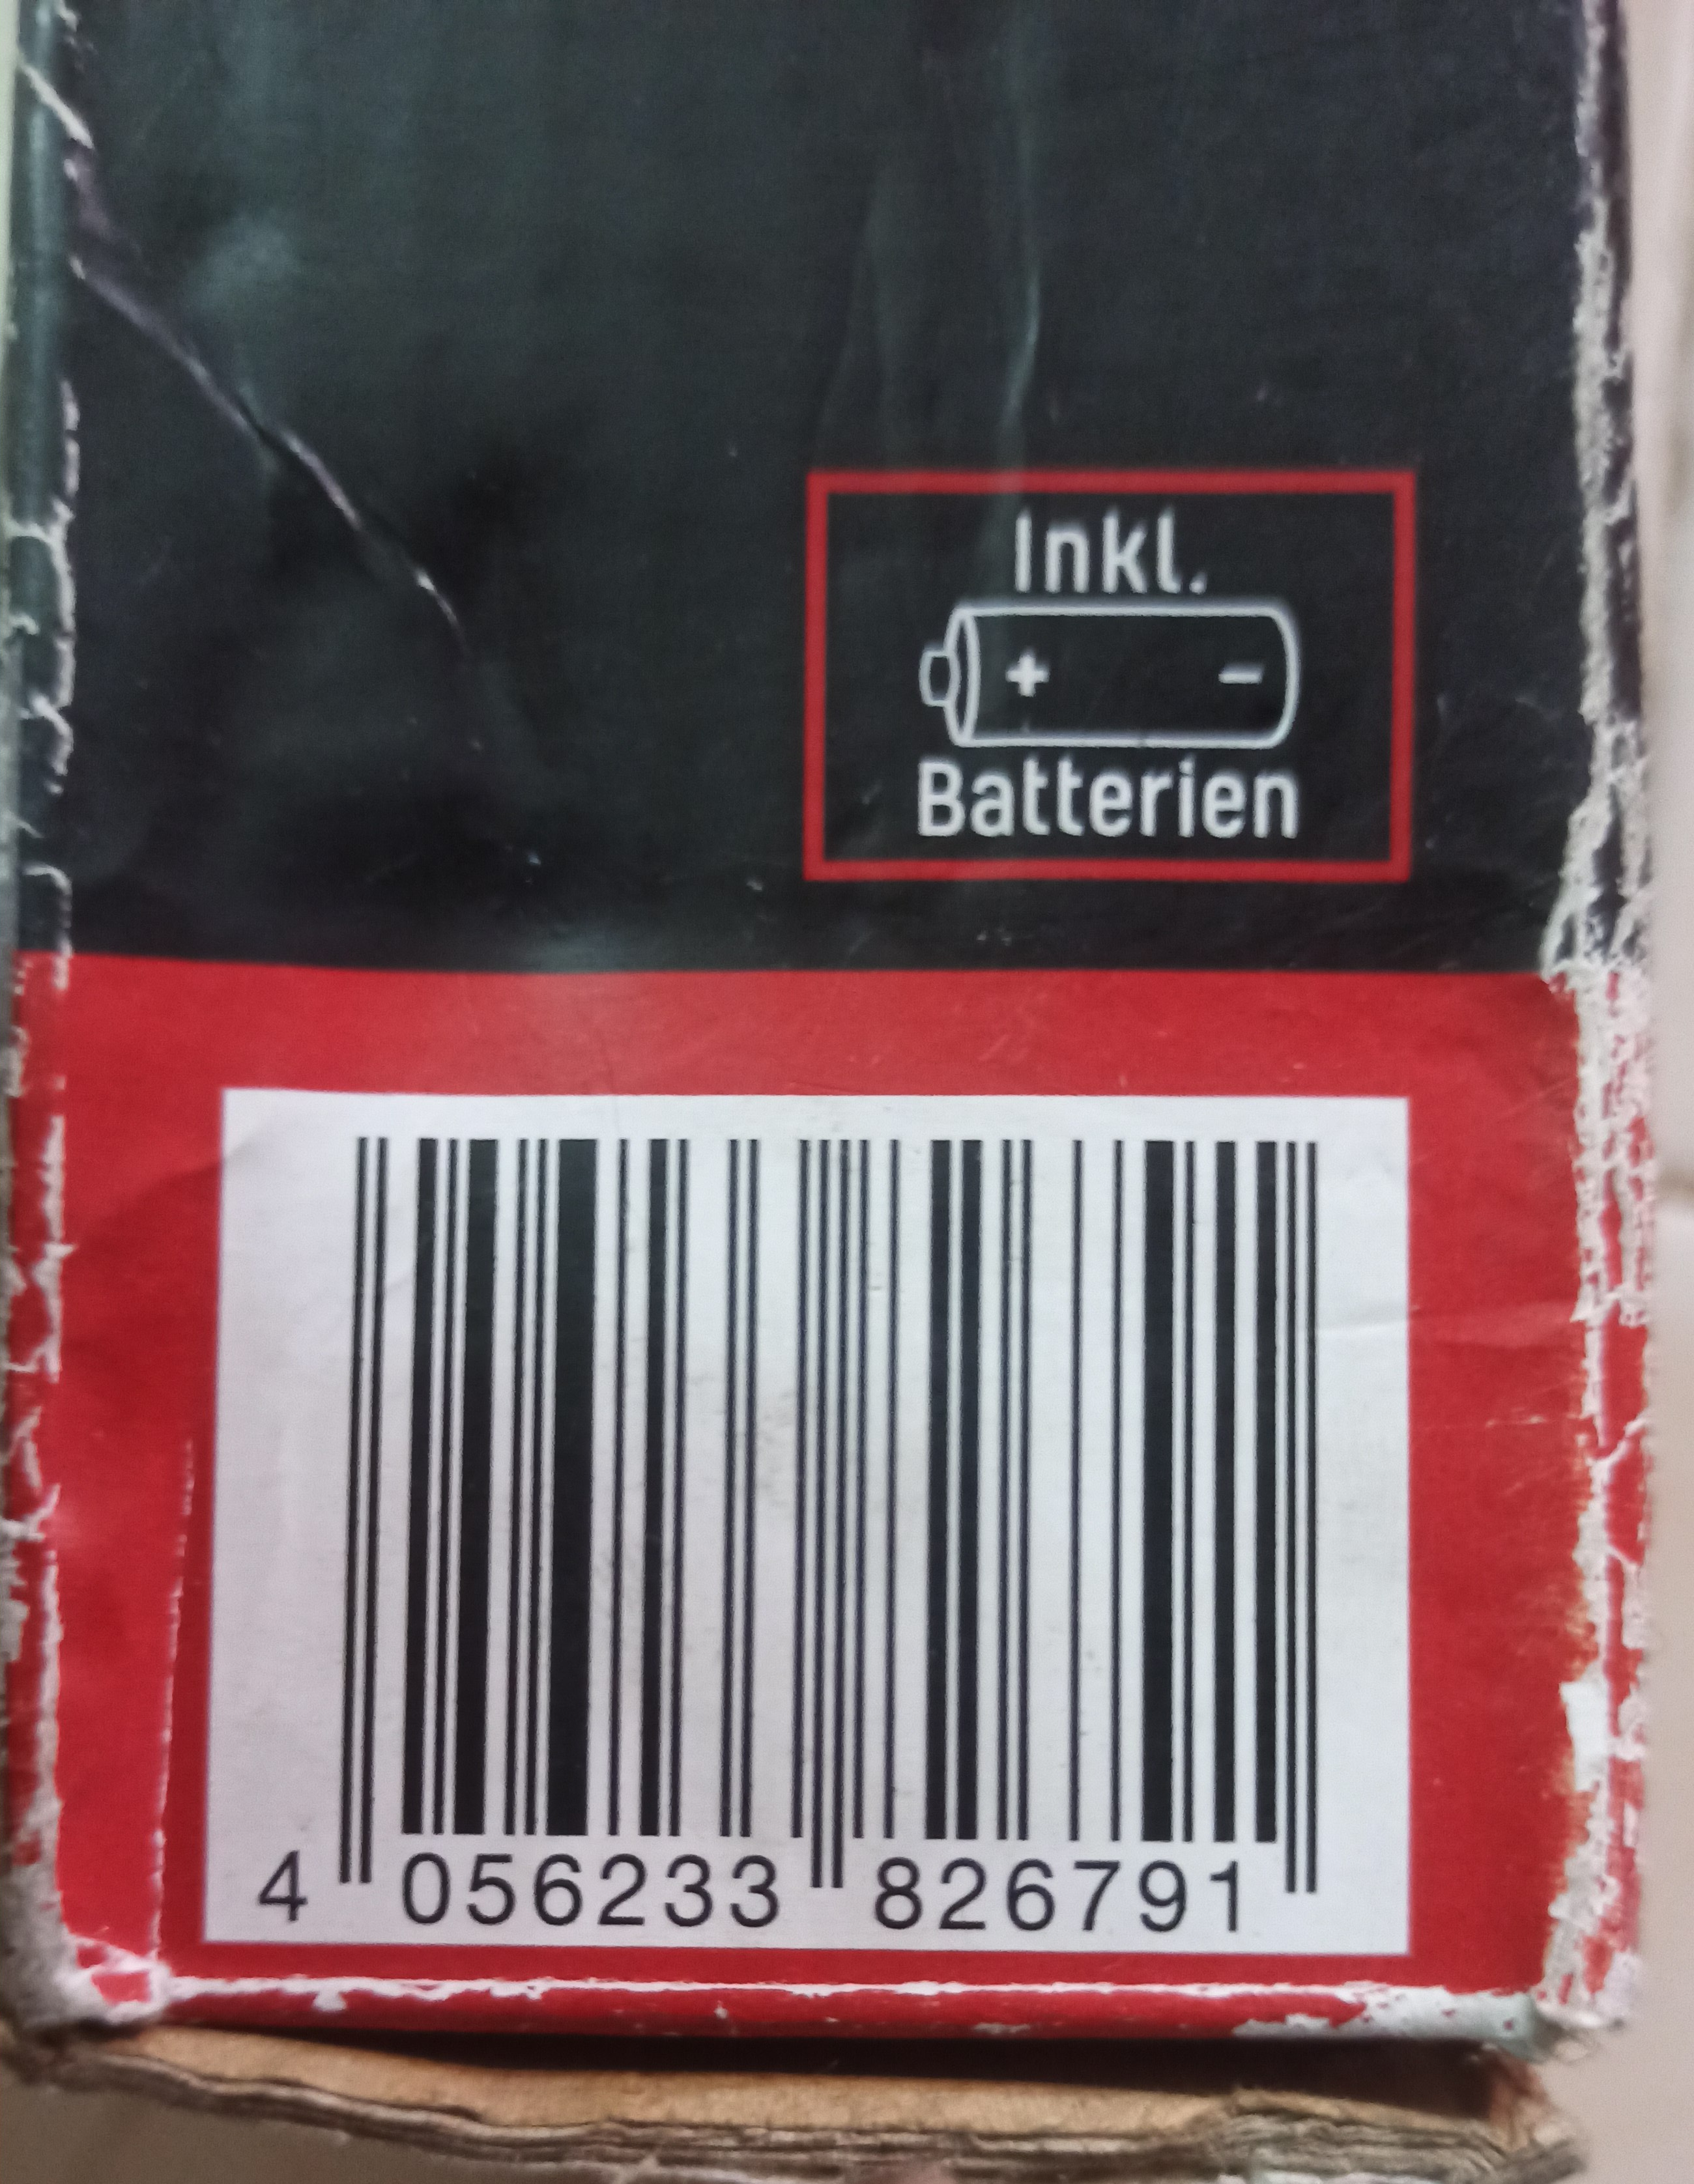 Inkl.
+ -
Batterien
4 056233 826791